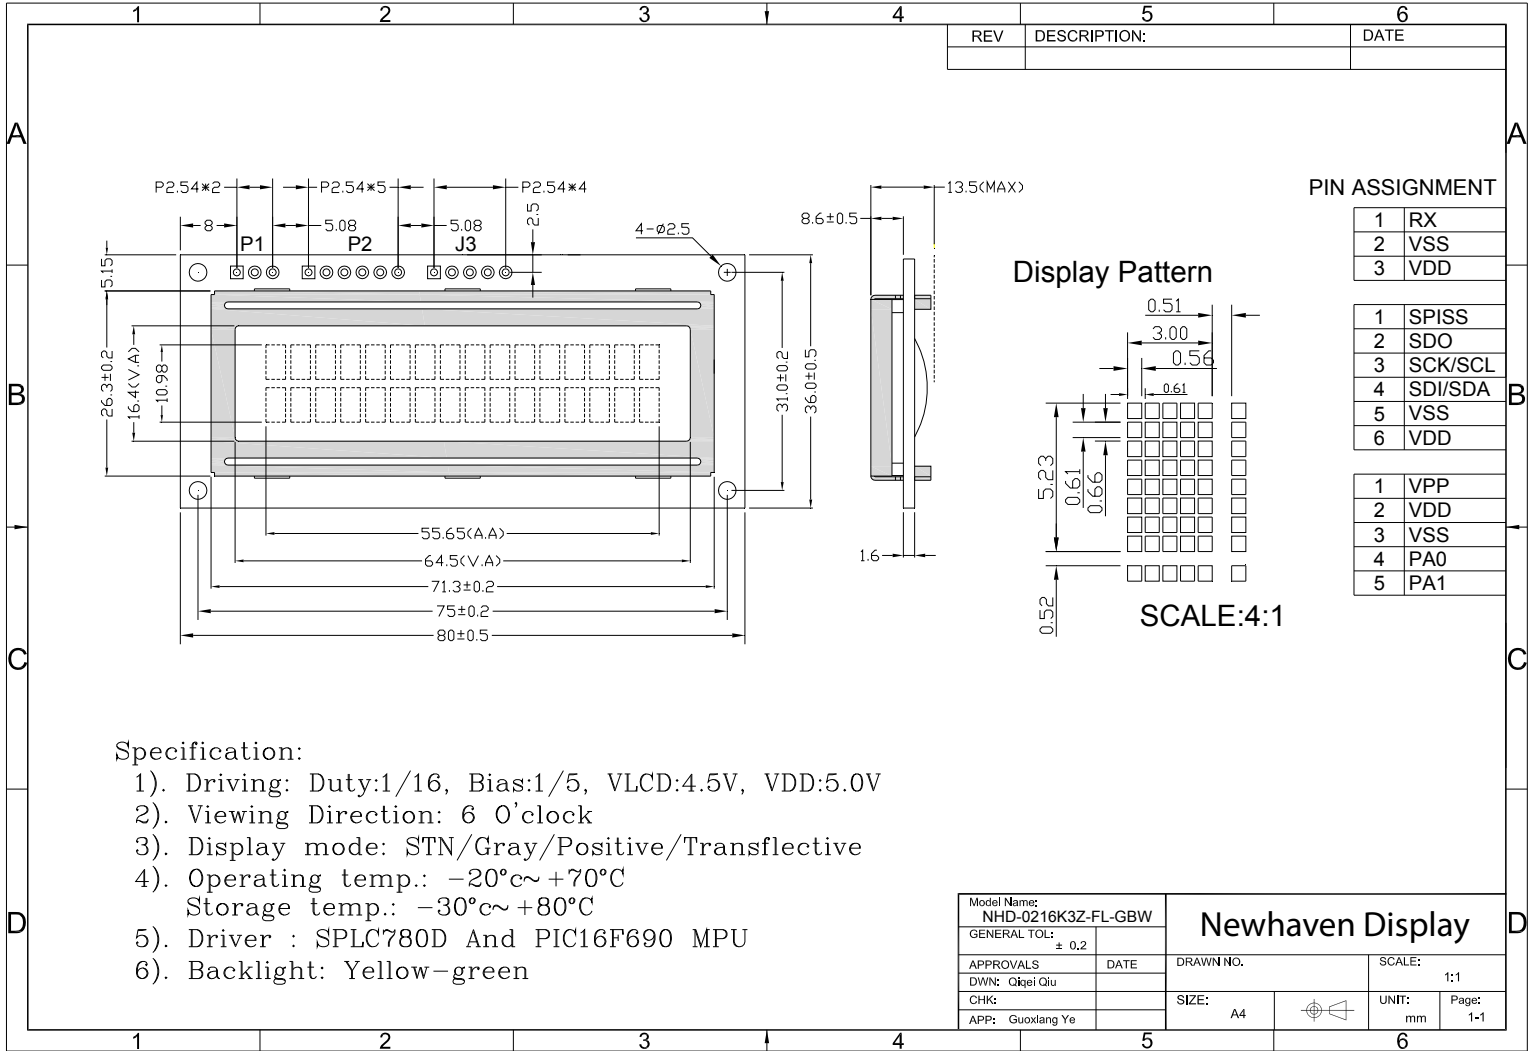 1 2 3 4 5 6
REV DESCRIPTION: DATE
A A
P2.54*2 P2.54*5 P2.54*4
8 5.08 5.08 2.5
P1 P2 J3
4-ø2.5
5.15
26.3±0.2
16.4(V.A)
10.98
31.0±0.2
36.0±0.5
55.65(A.A)
64.5(V.A)
71.3±0.2
75±0.2
80±0.5
13.5(MAX)
8.6±0.5
1.6
Display Pattern
0.51
3.00
0.56
0.61
5.23
0.61
0.66
0.52
SCALE:4:1
PIN ASSIGNMENT
1 RX
2 VSS
3 VDD
1 SPISS
2 SDO
3 SCK/SCL
4 SDI/SDA
5 VSS
6 VDD
1 VPP
2 VDD
3 VSS
4 PA0
5 PA1
B B
C C
Specification:
1). Driving: Duty:1/16, Bias:1/5, VLCD:4.5V, VDD:5.0V
2). Viewing Direction: 6 O'clock
3). Display mode: STN/Gray/Positive/Transflective
4). Operating temp.: -20°c~+70°C
Storage temp.: -30°c~+80°C
5). Driver : SPLC780D And PIC16F690 MPU
6). Backlight: Yellow-green
D D
Model Name:
NHD-0216K3Z-FL-GBW
GENERAL TOL:
± 0.2
APPROVALS DATE
DWN: Qiqei Qiu
CHK:
APP: Guoxlang Ye
Newhaven Display
DRAWN NO.
SCALE:
1:1
SIZE:
A4
UNIT:
mm
Page:
1-1
1 2 3 4 5 6